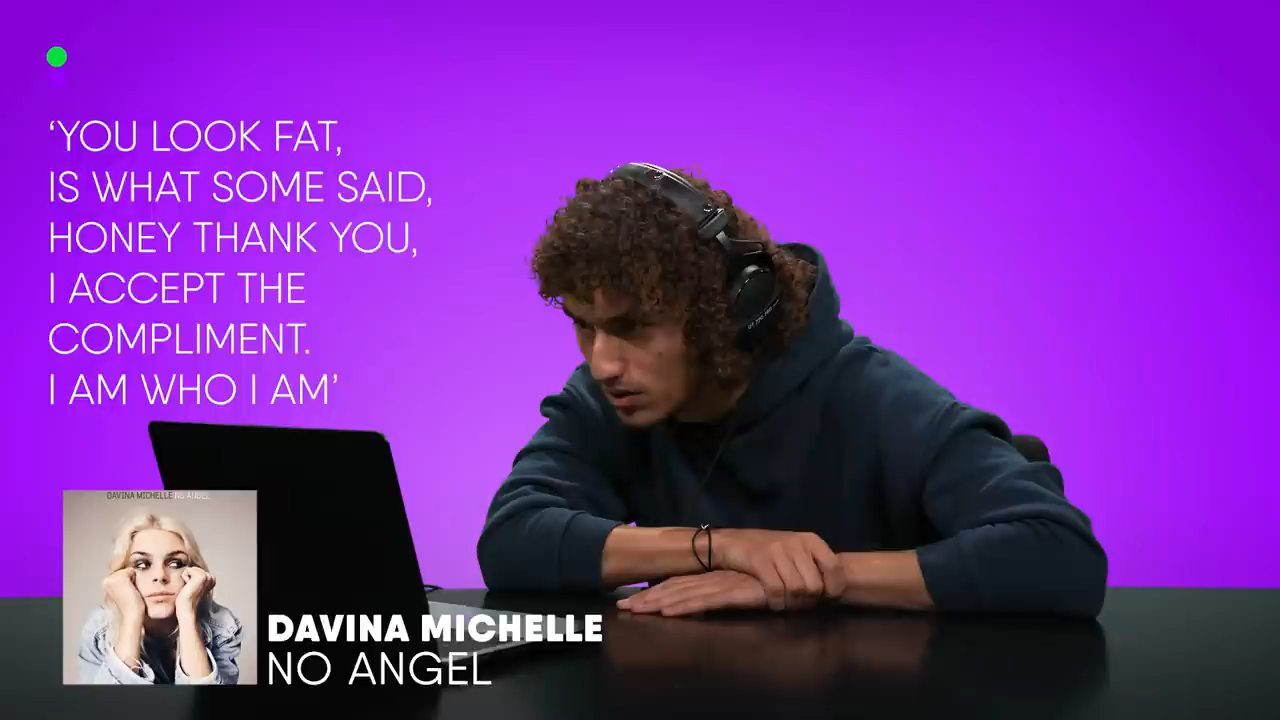 ‘YOU LOOK FAT,
IS WHAT SOME SAID,
HONEY THANK YOU,
I ACCEPT THE
COMPLIMENT.
I AM WHO I AM’
DAVINA MICHELLE NO ANGEL
DAVINA MICHELLE
NO ANGEL